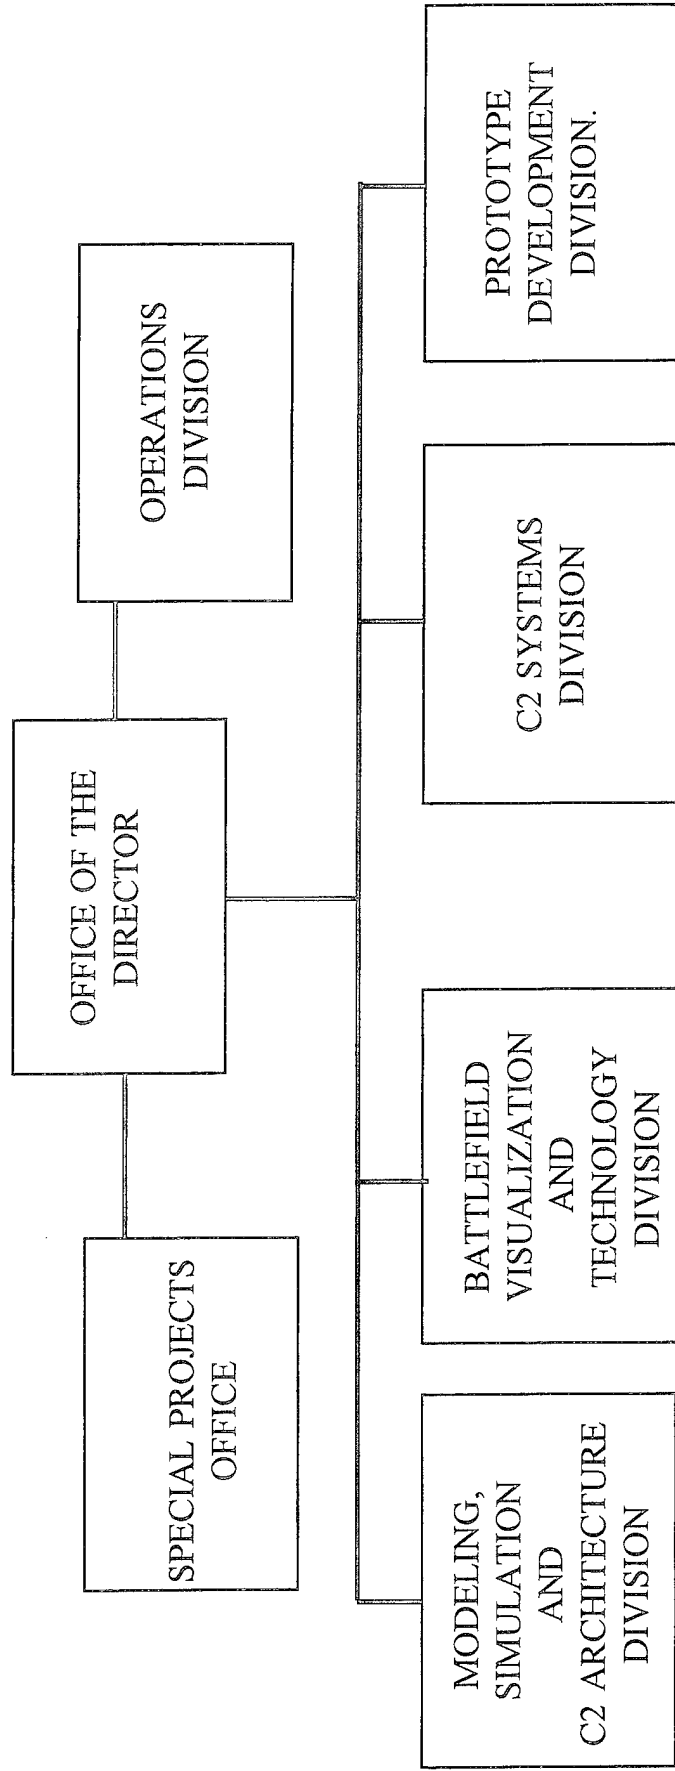 OFFICE OF THE
DIRECTOR
SPECIAL PROJECTS
OFFICE
OPERATIONS
DIVISION
MODELING,
SIMULATION
AND
C2 ARCHITECTURE
DIVISION
BATTLEFIELD
VISUALIZATION
AND
TECHNOLOGY
DIVISION
C2 SYSTEMS
DIVISION
PROTOTYPE
DEVELOPMENT
DIVISION.